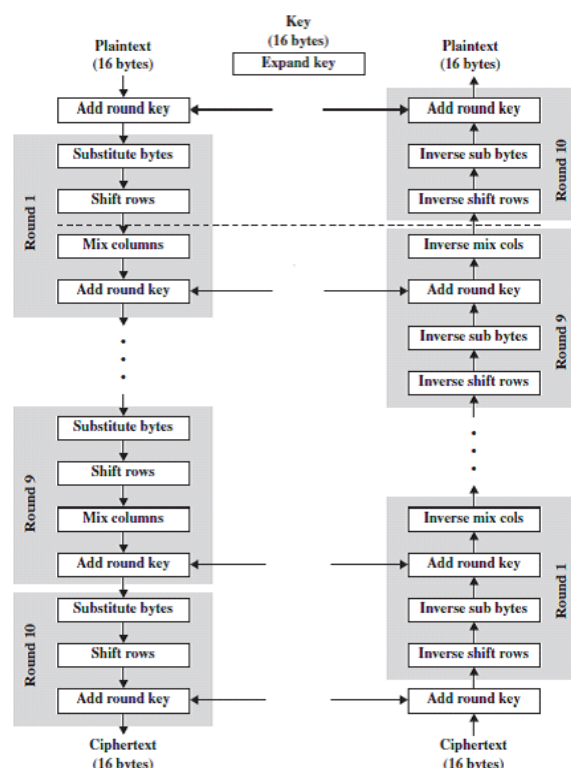 Key
(16 bytes)
Expand key
Plaintext
(16 bytes)
Add round key
Round 1
Substitute bytes
Shift rows
Mix columns
Add round key
Round 9
Substitute bytes
Shift rows
Mix columns
Add round key
Round 10
Substitute bytes
Shift rows
Add round key
Ciphertext
(16 bytes)
Plaintext
(16 bytes)
Add round key
Inverse sub bytes
Inverse shift rows
Round 10
Inverse mix cols
Add round key
Inverse sub bytes
Inverse shift rows
Round 9
Inverse mix cols
Add round key
Inverse sub bytes
Inverse shift rows
Round 1
Add round key
Ciphertext
(16 bytes)